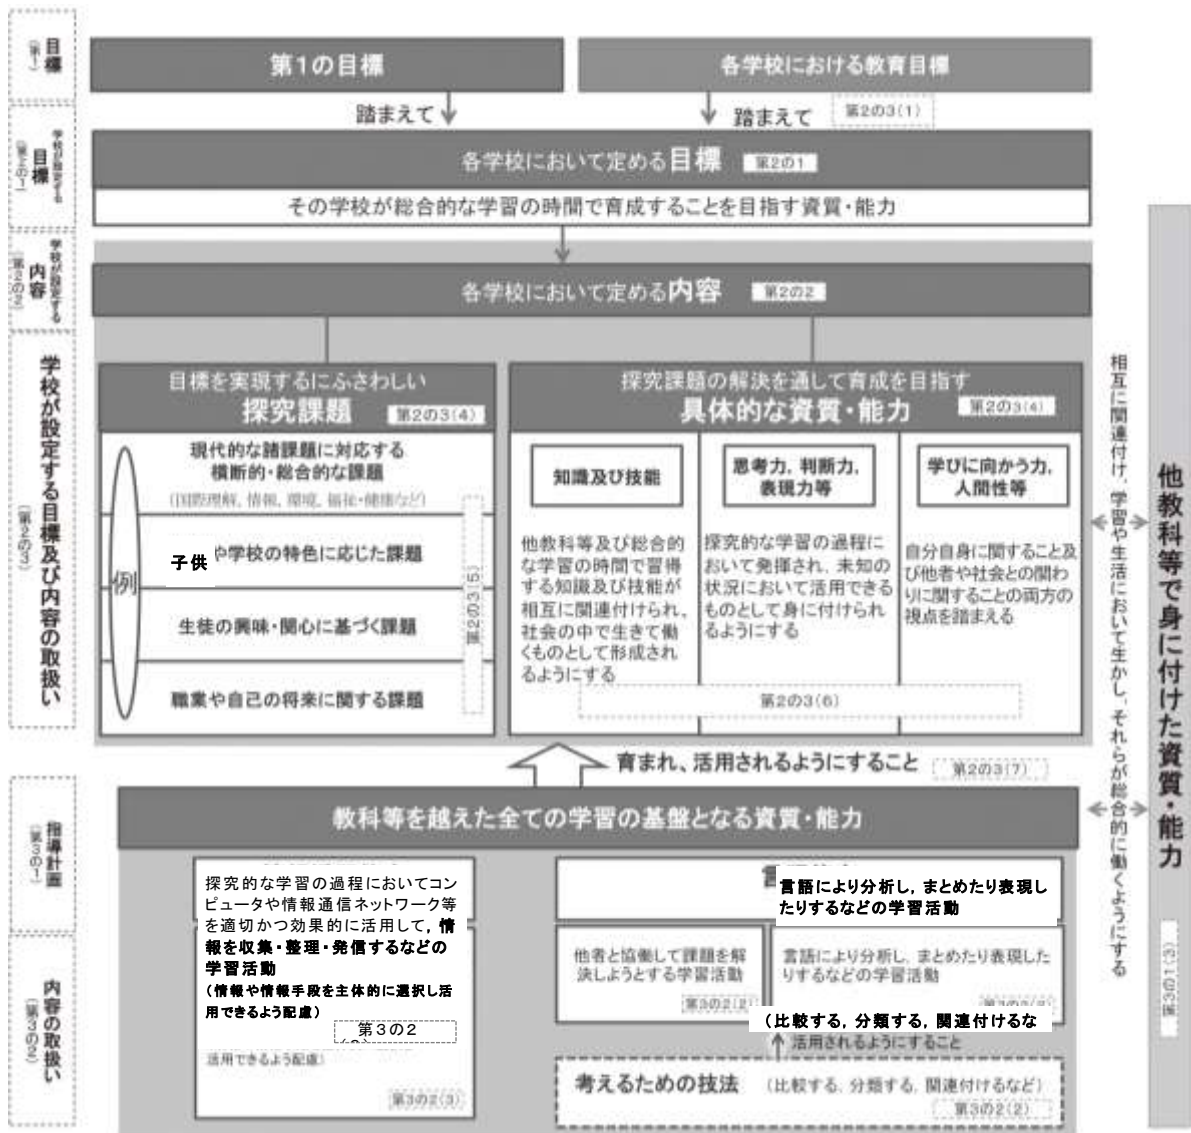 目標
(第1)
第1の目標
各学校における教育目標
踏まえて
踏まえて
第2の3(1)
学校が設定する
目標
(第2の1)
各学校において定める目標 第2の1
その学校が総合的な学習の時間で育成することを目指す資質・能力
学校が設定する
内容
(第2の2)
各学校において定める内容 第2の2
学校が設定する目標及び内容の取扱い
(第2の3)
目標を実現するにふさわしい
探究課題 第2の3(4)
例
現代的な諸課題に対応する
横断的・総合的な課題
(国際理解、情報、環境、福祉・健康など)
子供や学校の特色に応じた課題
生徒の興味・関心に基づく課題
職業や自己の将来に関する課題
第2の3(5)
探究課題の解決を通して育成を目指す
具体的な資質・能力 第2の3(4)
知識及び技能
他教科等及び総合的
な学習の時間で習得
する知識及び技能が
相互に関連付けられ、
社会の中で生きて働
くものとして形成され
るようにする
思考力，判断力，
表現力等
探究的な学習の過程に
おいて発揮され、未知の
状況において活用できる
ものとして身に付けられ
るようにする
学びに向かう力，
人間性等
自分自身に関すること及
び他者や社会との関わ
りに関することの両方の
視点を踏まえる
第2の3(6)
育まれ、活用されるようにすること 第2の3(7)
指導計画
(第3の1)
内容の取扱い
(第3の2)
教科等を越えた全ての学習の基盤となる資質・能力
探究的な学習の過程においてコン
ピュータや情報通信ネットワーク等
を適切かつ効果的に活用して，情
報を収集・整理・発信するなどの
学習活動
(情報や情報手段を主体的に選択し活
用できるよう配慮)
第3の2
活用できるよう配慮)
第3の2(3)
言語により分析し，まとめたり表現し
たりするなどの学習活動
他者と協働して課題を解
決しようとする学習活動
第3の2(2)
言語により分析し，まとめたり表現した
りするなどの学習活動
(比較する，分類する，関連付けるな
活用されるようにすること
考えるための技法 (比較する，分類する，関連付けるなど)
第3の2(2)
相互に関連付け，学習や生活において生かし，それらが総合的に働くようにする
他教科等で身に付けた資質・能力
第3の1(3)